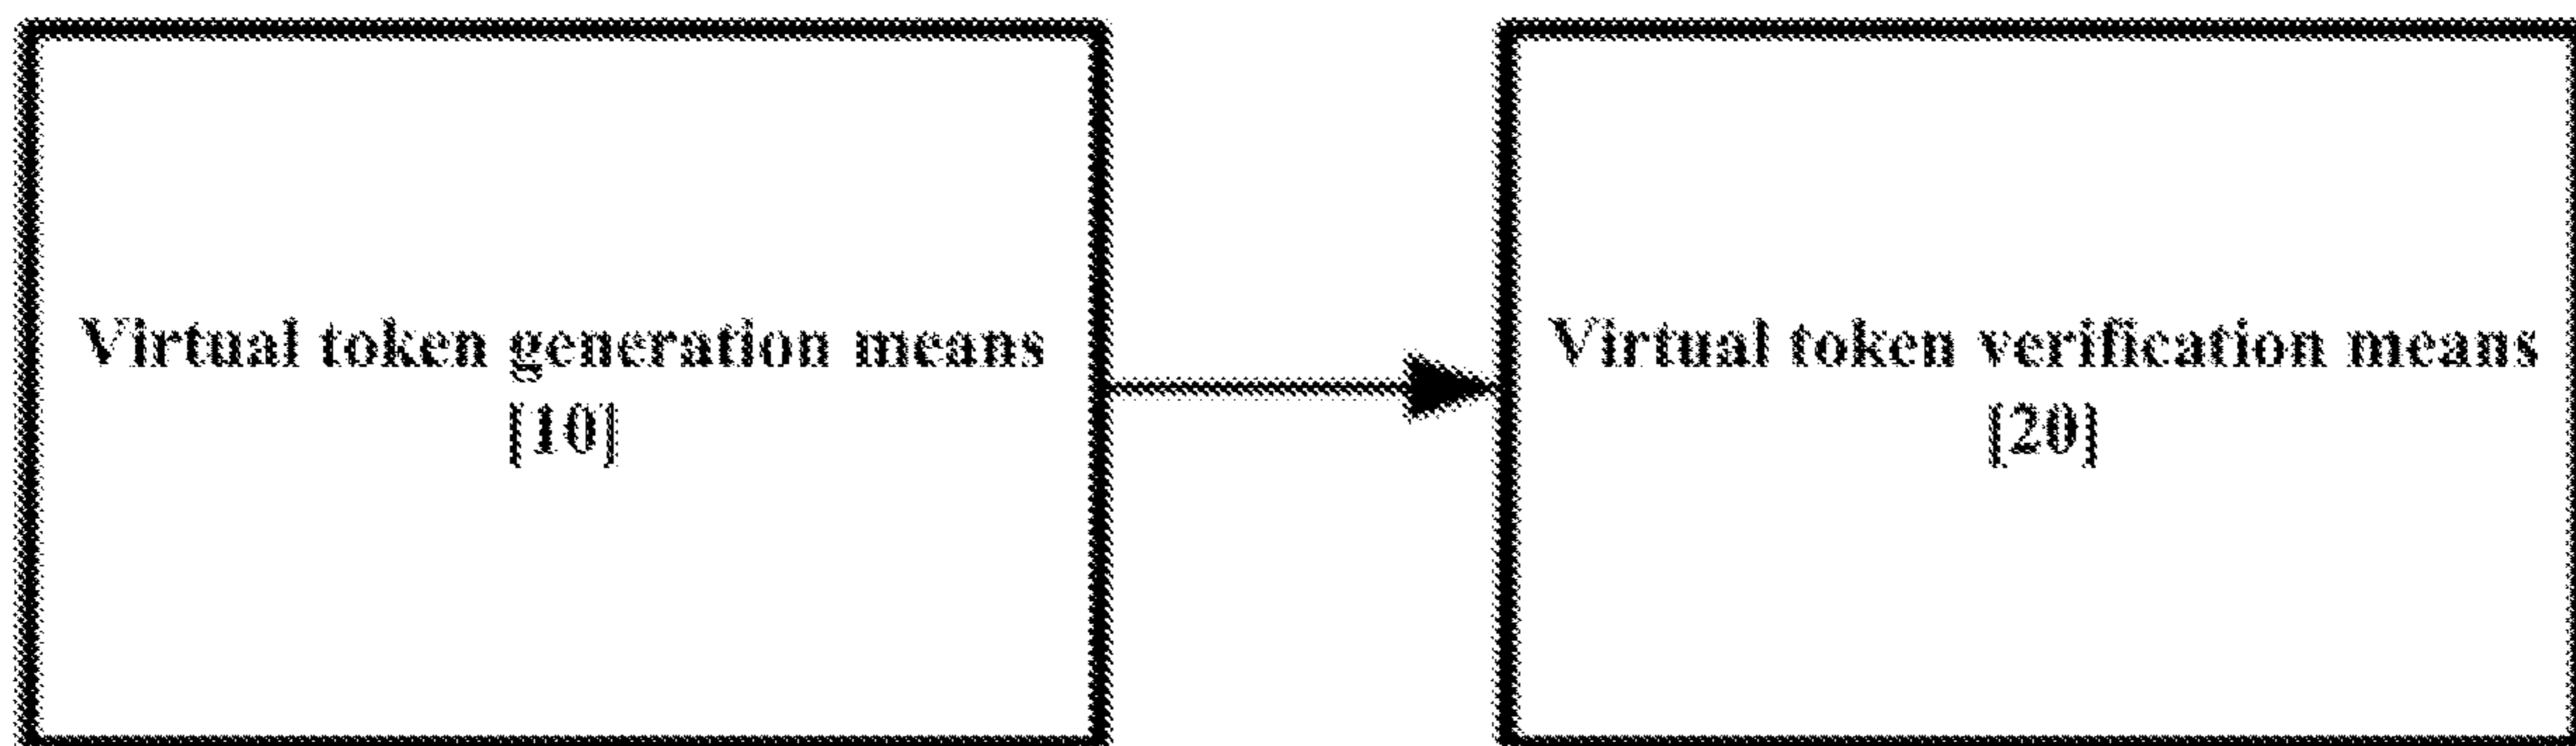 Virtual token generation means
[10]
Virtual token verification means
[20]